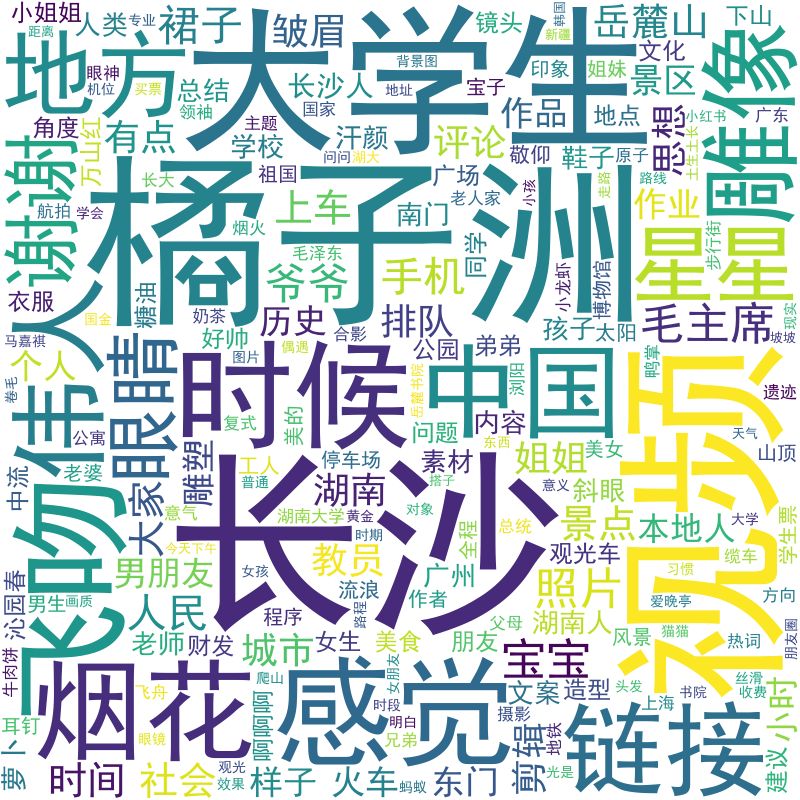 小姐姐
人类
专业
距离
裙子
皱眉
镜头
韩国
新疆
岳麓山
下山
地方
大学生
背景图
文化
眼神
机位
买票
总结
长沙人
宝子
印象
姐妹
景区
雕像
领袖
国家
地址
作品
地点
小红书
广东
角度
有点
主题
学校
汗颜
评论
敬仰
鞋子
原子
思想
土生土长
谢谢
万山红
祖国
问问
湖大
广场
老人家
小孩
走路
路线
作业
步行街
航拍
学会
长大
橘子洲
上车
南门
同学
小龙虾
博物馆
星星
烟火
毛泽东
爷爷
手机
衣服
糖油
国金
奶茶
历史
排队
孩子
太阳
毛主席
现实
坡坡
马嘉祺
好帅
合影
图片
偶遇
岳麓书院
公园
弟弟
浏阳
鸭掌
遗迹
个人
伟人
卷毛
眼睛
时候
中国
视频
公寓
复式
美的
问题
内容
东西
美女
天气
山顶
中流
老婆
大家
雕塑
工人
普通
停车场
素材
姐姐
意义
斜眼
大学
飞吻
意气
湖南大学
湖南
黄金
搭子
对象
全程
总统
景点
本地人
学生票
今天下午
长沙
时期
教员
广州
观光车
习惯
缆车
沁园春
男生
画质
男朋友
女孩
流浪
作者
照片
爱晚亭
方向
人民
程序
路程
父母
湖南人
老师
财发
城市
女生
美食
朋友
风景
猫猫
热词
朋友圈
牛肉饼
烟花
飞舟
爬山
感觉
女朋友
宝宝
文案
造型
头发
书院
丝滑
收费
小时
耳钉
眼镜
啊啊啊
时段
明白
摄影
地铁
上海
链接
建议
萝卜
时间
社会
观光
效果
样子
火车
兄弟
蚂蚁
东门
剪辑
光是